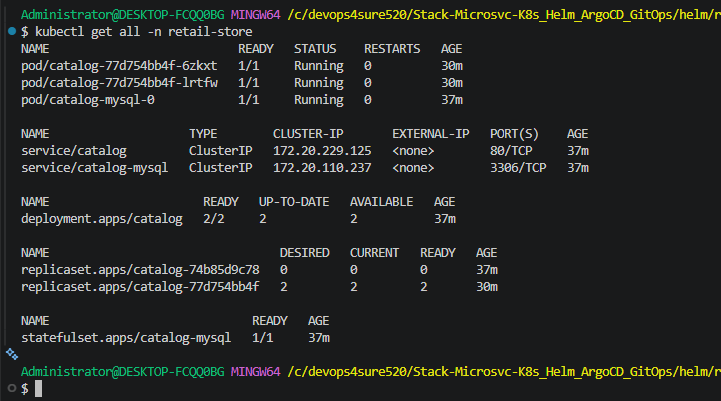 Administrator@DESKTOP-FCQQ0BG MINGW64 /c/devops4sure520/Stack-Microsvc-K8s_Helm_ArgoCD_GitOps/helm/r
$ kubectl get all -n retail-store
NAME                           READY   STATUS    RESTARTS   AGE
pod/catalog-77d754bb4f-6zkxt   1/1     Running   0          30m
pod/catalog-77d754bb4f-lrtfw   1/1     Running   0          30m
pod/catalog-mysql-0            1/1     Running   0          37m
NAME                    TYPE        CLUSTER-IP       EXTERNAL-IP   PORT(S)    AGE
service/catalog         ClusterIP   172.20.229.125   <none>        80/TCP     37m
service/catalog-mysql   ClusterIP   172.20.110.237   <none>        3306/TCP   37m
NAME                      READY   UP-TO-DATE   AVAILABLE   AGE
deployment.apps/catalog   2/2     2            2           37m
NAME                                 DESIRED   CURRENT   READY   AGE
replicaset.apps/catalog-74b85d9c78   0         0         0       37m
replicaset.apps/catalog-77d754bb4f   2         2         2       30m
NAME                             READY   AGE
statefulset.apps/catalog-mysql   1/1     37m
Administrator@DESKTOP-FCQQ0BG MINGW64 /c/devops4sure520/Stack-Microsvc-K8s_Helm_ArgoCD_GitOps/helm/r
$